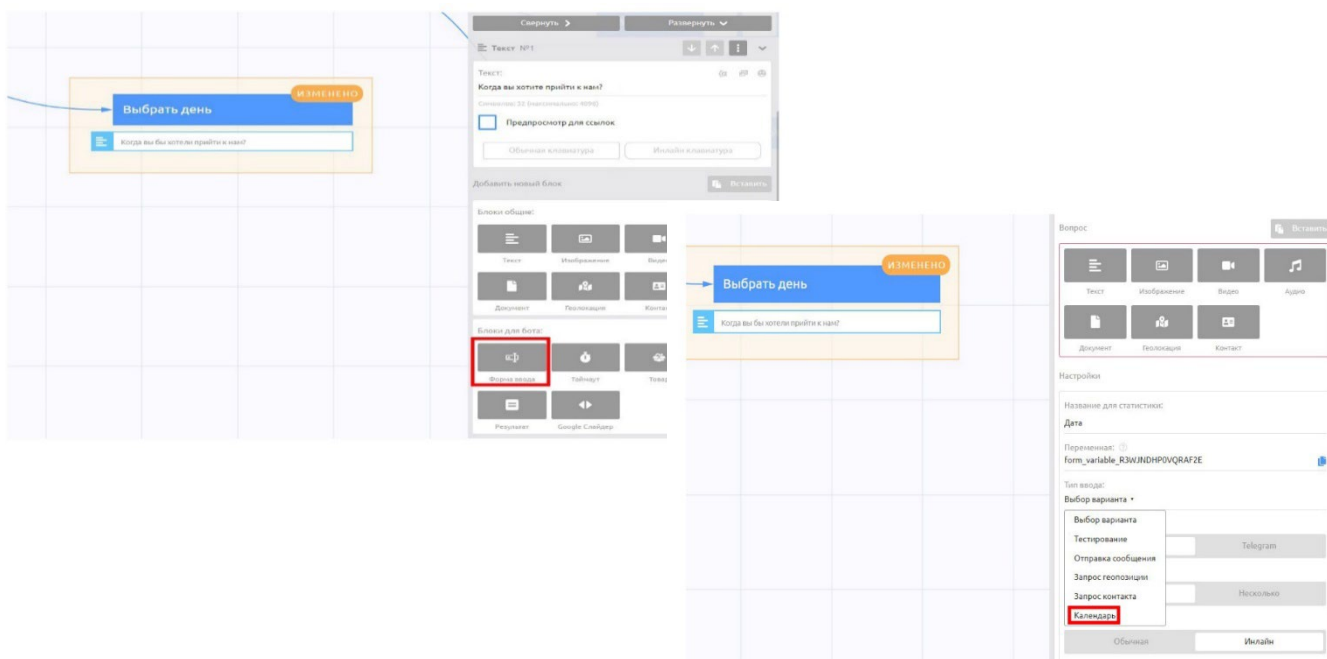 Свернуть
Развернуть
Текст №1
ИЗМЕНЕНО
Выбрать день
Когда вы бы хотели прийти к нам?
Текст:
Когда вы хотите прийти к нам?
Предпросмотр для ссылок
Обычная клавиатура
Инлайн клавиатура
Добавить новый блок
Вставить
Блоки общие:
Текст
Изображение
Видео
Документ
Геолокация
Контакт
Блоки для бота:
Форма ввода
Таймаут
Результат
Google Слайдер
ИЗМЕНЕНО
Выбрать день
Когда вы бы хотели прийти к нам?
Вопрос
Вставить
Текст
Изображение
Видео
Аудио
Документ
Геолокация
Контакт
Настройки
Название для статистики:
Дата
Переменная:
form_variable_R3WJNDHP0VQRAF2E
Тип ввода:
Выбор варианта
Выбор варианта
Тестирование
Отправка сообщения
Telegram
Запрос геопозиции
Запрос контакта
Несколько
Календарь
Обычная
Инлайн